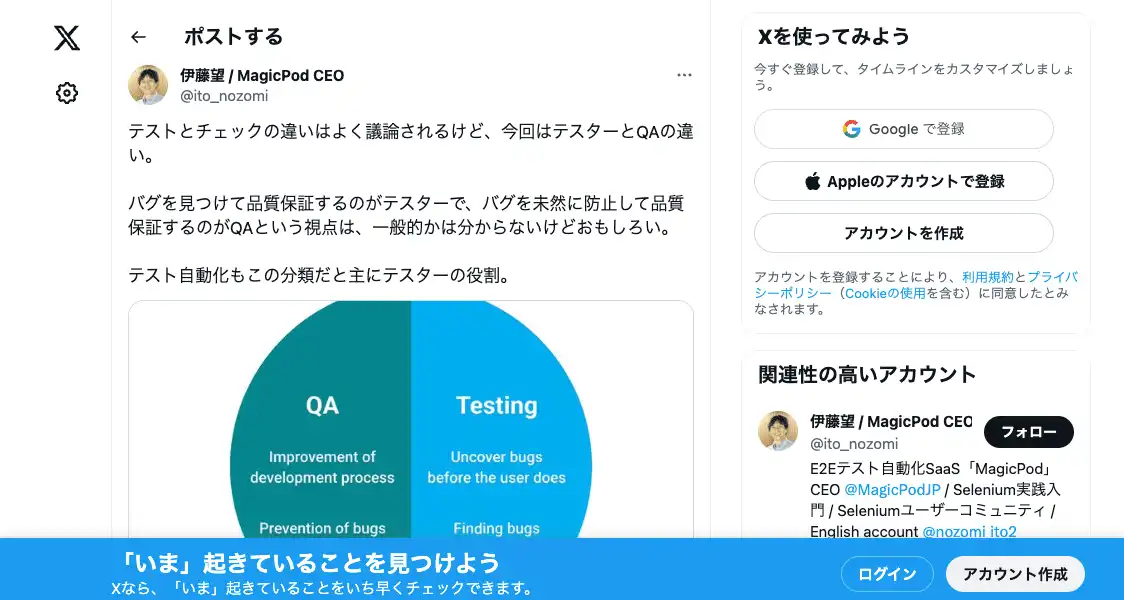 ポストする
伊藤望 / MagicPod CEO
@ito_nozomi
テストとチェックの違いはよく議論されるけど、今回はテスターとQAの違
い。
バグを見つけて品質保証するのがテスターで、バグを未然に防止して品質
保証するのがQAという視点は、一般的かは分からないけどおもしろい。
テスト自動化もこの分類だと主にテスターの役割。
QA
Improvement of
development process
Prevention of bugs
Testing
Uncover bugs
before the user does
Finding bugs
Xを使ってみよう
今すぐ登録して、タイムラインをカスタマイズしましょ
う。
Google で登録
Appleのアカウントで登録
アカウントを作成
アカウントを登録することにより、利用規約とプライバ
シーポリシー（Cookieの使用を含む）に同意したとみ
なされます。
関連性の高いアカウント
伊藤望 / MagicPod CEO
@ito_nozomi
フォロー
E2Eテスト自動化SaaS「MagicPod」
CEO @MagicPodJP / Selenium実践入
門 / Seleniumユーザーコミュニティ /
English account @nozomi_ito2
「いま」起きていることを見つけよう
Xなら、「いま」起きていることをいち早くチェックできます。
ログイン
アカウント作成